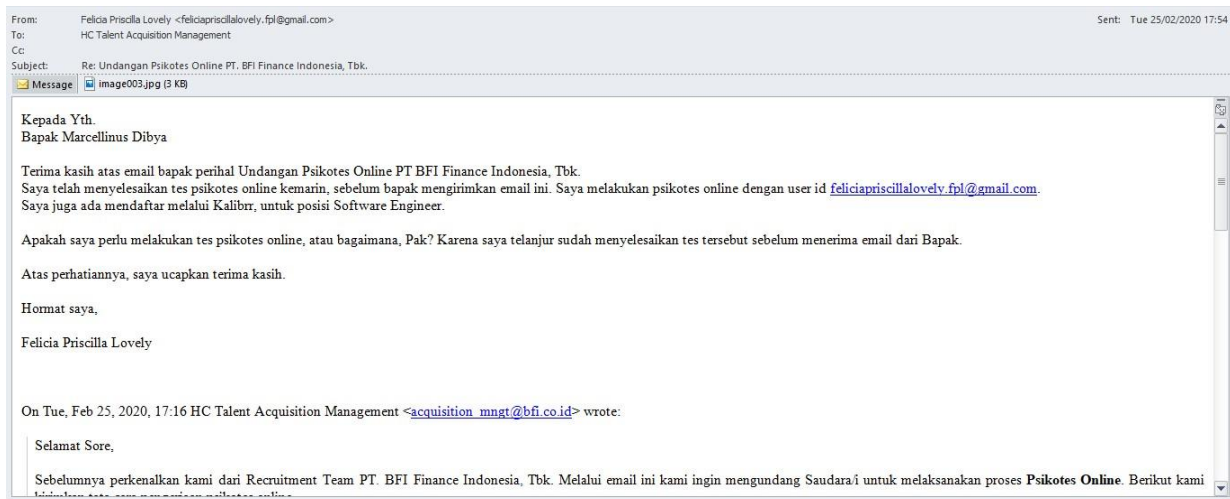 From: Felicia Priscilla Lovely <feliciapriscillalovely.fpl@gmail.com> Sent: Tue 25/02/2020 17:54
To: HC Talent Acquisition Management
Cc:
Subject: Re: Undangan Psikotes Online PT. BFI Finance Indonesia, Tbk.
Message image003.jpg (3 KB)
Kepada Yth.
Bapak Marcellinus Dibya
Terima kasih atas email bapak perihal Undangan Psikotes Online PT BFI Finance Indonesia, Tbk.
Saya telah menyelesaikan tes psikotes online kemarin, sebelum bapak mengirimkan email ini. Saya melakukan psikotes online dengan user id feliciapriscillalovely.fpl@gmail.com.
Saya juga ada mendaftar melalui Kalibrr, untuk posisi Software Engineer.
Apakah saya perlu melakukan tes psikotes online, atau bagaimana, Pak? Karena saya telanjur sudah menyelesaikan tes tersebut sebelum menerima email dari Bapak.
Atas perhatiannya, saya ucapkan terima kasih.
Hormat saya,
Felicia Priscilla Lovely
On Tue, Feb 25, 2020, 17:16 HC Talent Acquisition Management <acquisition_mngt@bfi.co.id> wrote:
Selamat Sore,
Sebelumnya perkenalkan kami dari Recruitment Team PT. BFI Finance Indonesia, Tbk. Melalui email ini kami ingin mengundang Saudara/i untuk melaksanakan proses Psikotes Online. Berikut kami